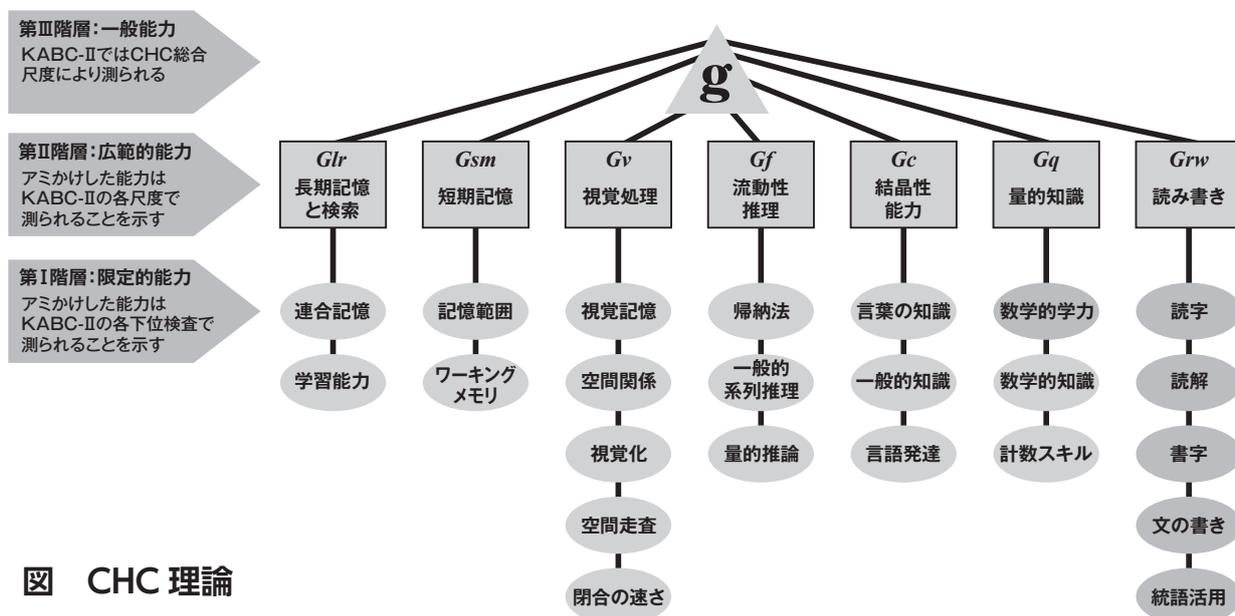 第Ⅲ階層：一般能力
KABC-ⅡではCHC総合
尺度により測られる
g
第Ⅱ階層：広範的能力
アミかけした能力は
KABC-Ⅱの各尺度で
測られることを示す
Glr
長期記憶
と検索
Gsm
短期記憶
Gv
視覚処理
Gf
流動性
推理
Gc
結晶性
能力
Gq
量的知識
Grw
読み書き
第Ⅰ階層：限定的能力
アミかけした能力は
KABC-Ⅱの各下位検査で
測られることを示す
連合記憶
学習能力
記憶範囲
ワーキング
メモリ
視覚記憶
空間関係
視覚化
空間走査
閉合の速さ
帰納法
一般的
系列推理
量的推論
言葉の知識
一般的知識
言語発達
数学的学力
数学的知識
計数スキル
読字
読解
書字
文の書き
統語活用
図　CHC 理論